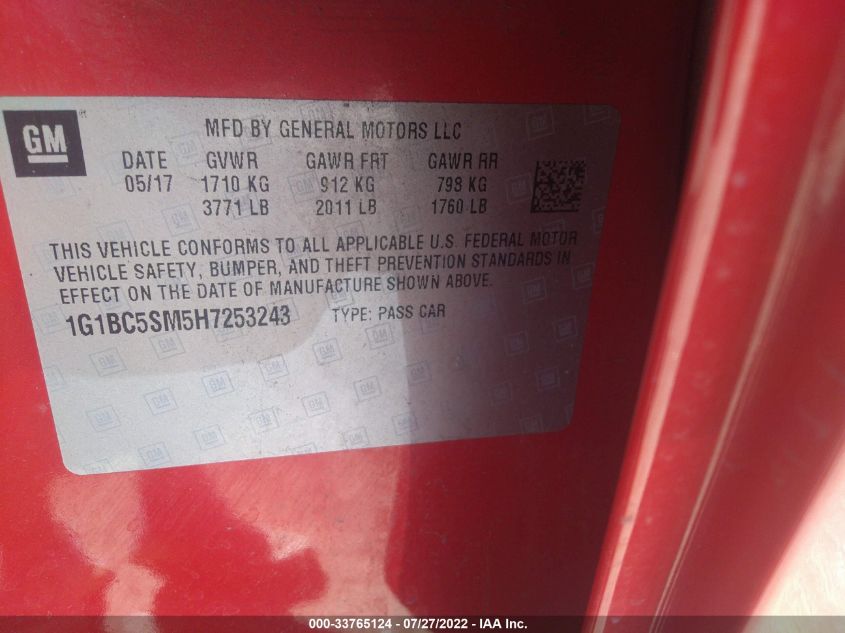 GM
MFD BY GENERAL MOTORS LLC
DATE GVWR GAWR FRT GAWR RR
05/17 1710 KG 912 KG 798 KG
3771 LB 2011 LB 1760 LB
THIS VEHICLE CONFORMS TO ALL APPLICABLE U.S. FEDERAL MOTOR
VEHICLE SAFETY, BUMPER, AND THEFT PREVENTION STANDARDS IN
EFFECT ON THE DATE OF MANUFACTURE SHOWN ABOVE.
1G1BC5SM5H7253243 TYPE: PASS CAR
000-33765124 - 07/27/2022 - IAA Inc.